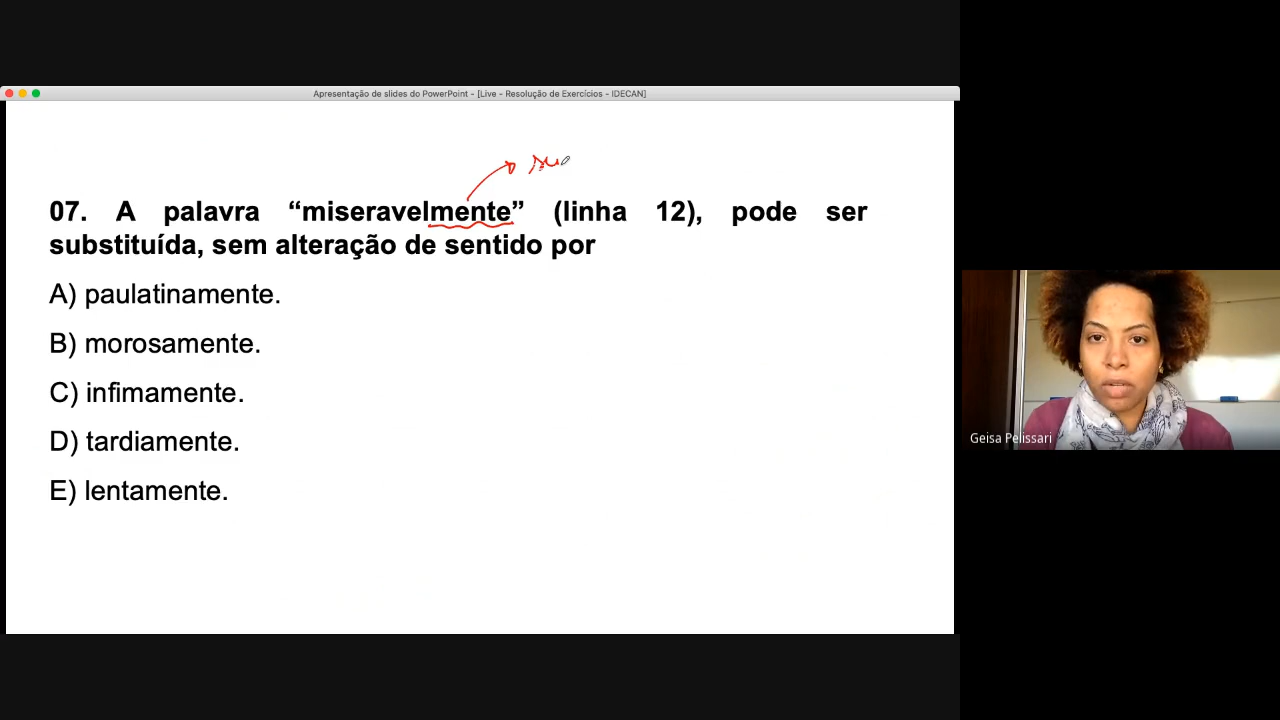 Apresentação de slides do PowerPoint - [Live - Resolução de Exercícios - IDECAN]
su
07. A palavra “miseravelmente” (linha 12), pode ser
substituída, sem alteração de sentido por
A) paulatinamente.
B) morosamente.
C) infimamente.
D) tardiamente.
E) lentamente.
Geisa Pelissari